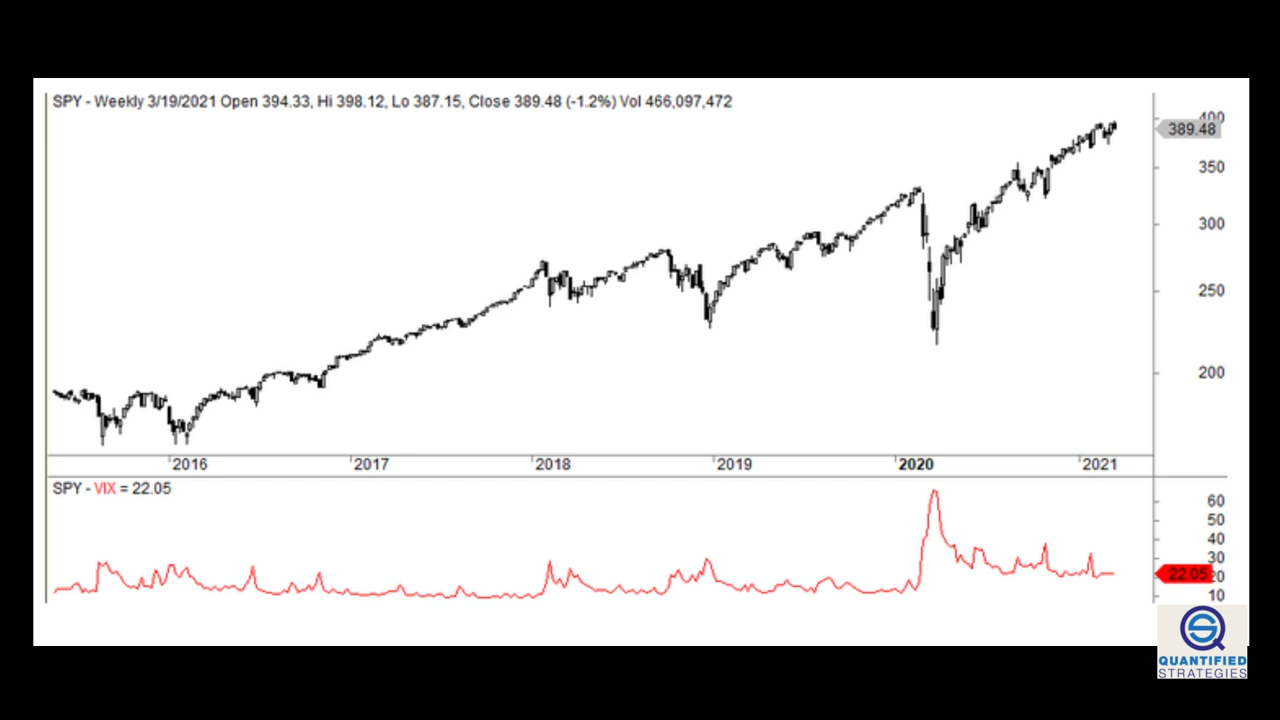 SPY - Weekly 3/19/2021 Open 394.33, Hi 398.12, Lo 387.15, Close 389.48 (-1.2%) Vol 466,097,472
400
389.48
350
300
250
200
2016 2017 2018 2019 2020 2021
SPY - VIX = 22.05
60
50
40
30
22.05 20
10
QUANTIFIED
STRATEGIES